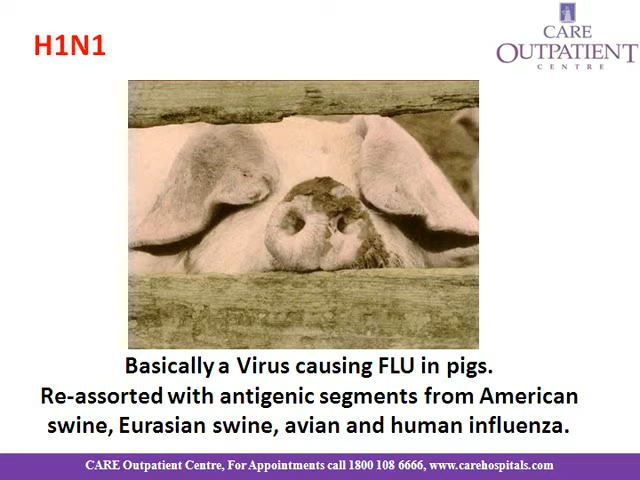 H1N1
CARE
OUTPATIENT
CENTRE
Basically a Virus causing FLU in pigs.
Re-assorted with antigenic segments from American
swine, Eurasian swine, avian and human influenza.
CARE Outpatient Centre, For Appointments call 1800 108 6666, www.carehospitals.com